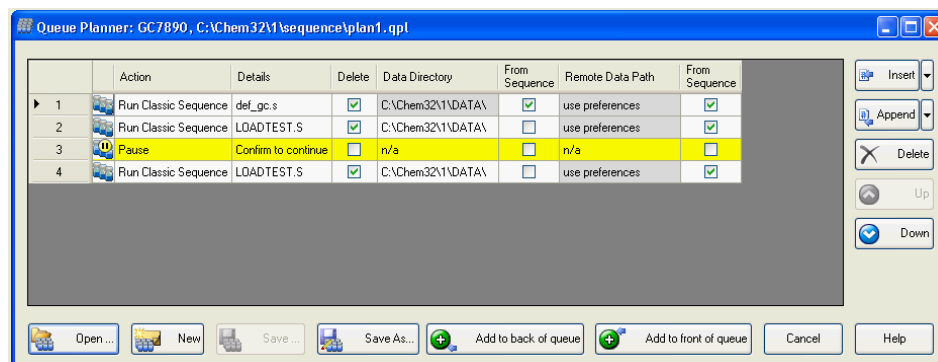 Queue Planner: GC7890, C:\Chem32\1\sequence\plan1.qpl
Action Details Delete Data Directory From Sequence Remote Data Path From Sequence
1 Run Classic Sequence def_gc.s C:\Chem32\1\DATA\ use preferences
2 Run Classic Sequence LOADTEST.S C:\Chem32\1\DATA\ use preferences
3 Pause Confirm to continue n/a n/a
4 Run Classic Sequence LOADTEST.S C:\Chem32\1\DATA\ use preferences
Insert
Append
Delete
Up
Down
Open ... New Save ... Save As... Add to back of queue Add to front of queue Cancel Help